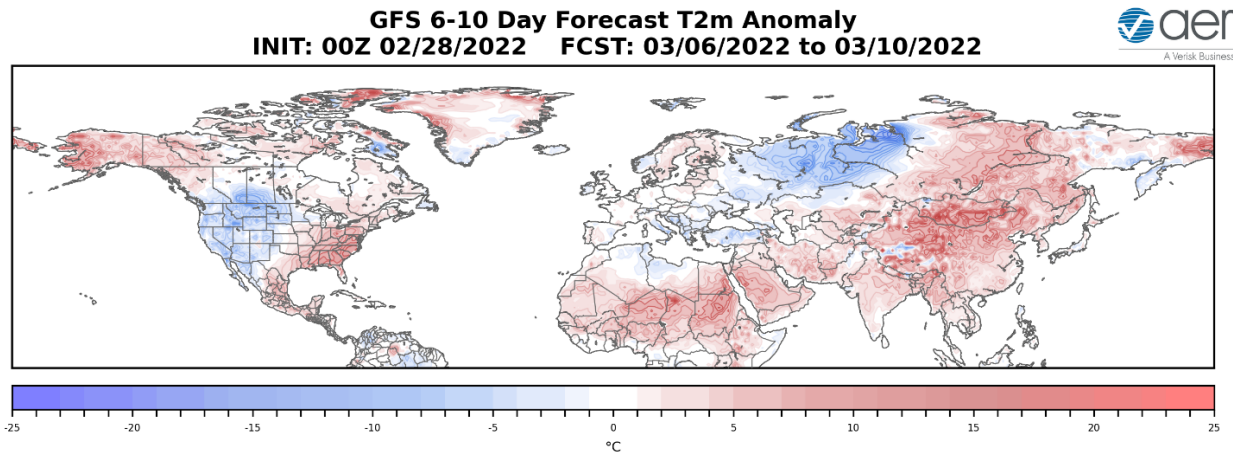 GFS 6-10 Day Forecast T2m Anomaly
INIT: 00Z 02/28/2022 FCST: 03/06/2022 to 03/10/2022
aer
A Verisk Business
-25 -20 -15 -10 -5 0 5 10 15 20 25
°C